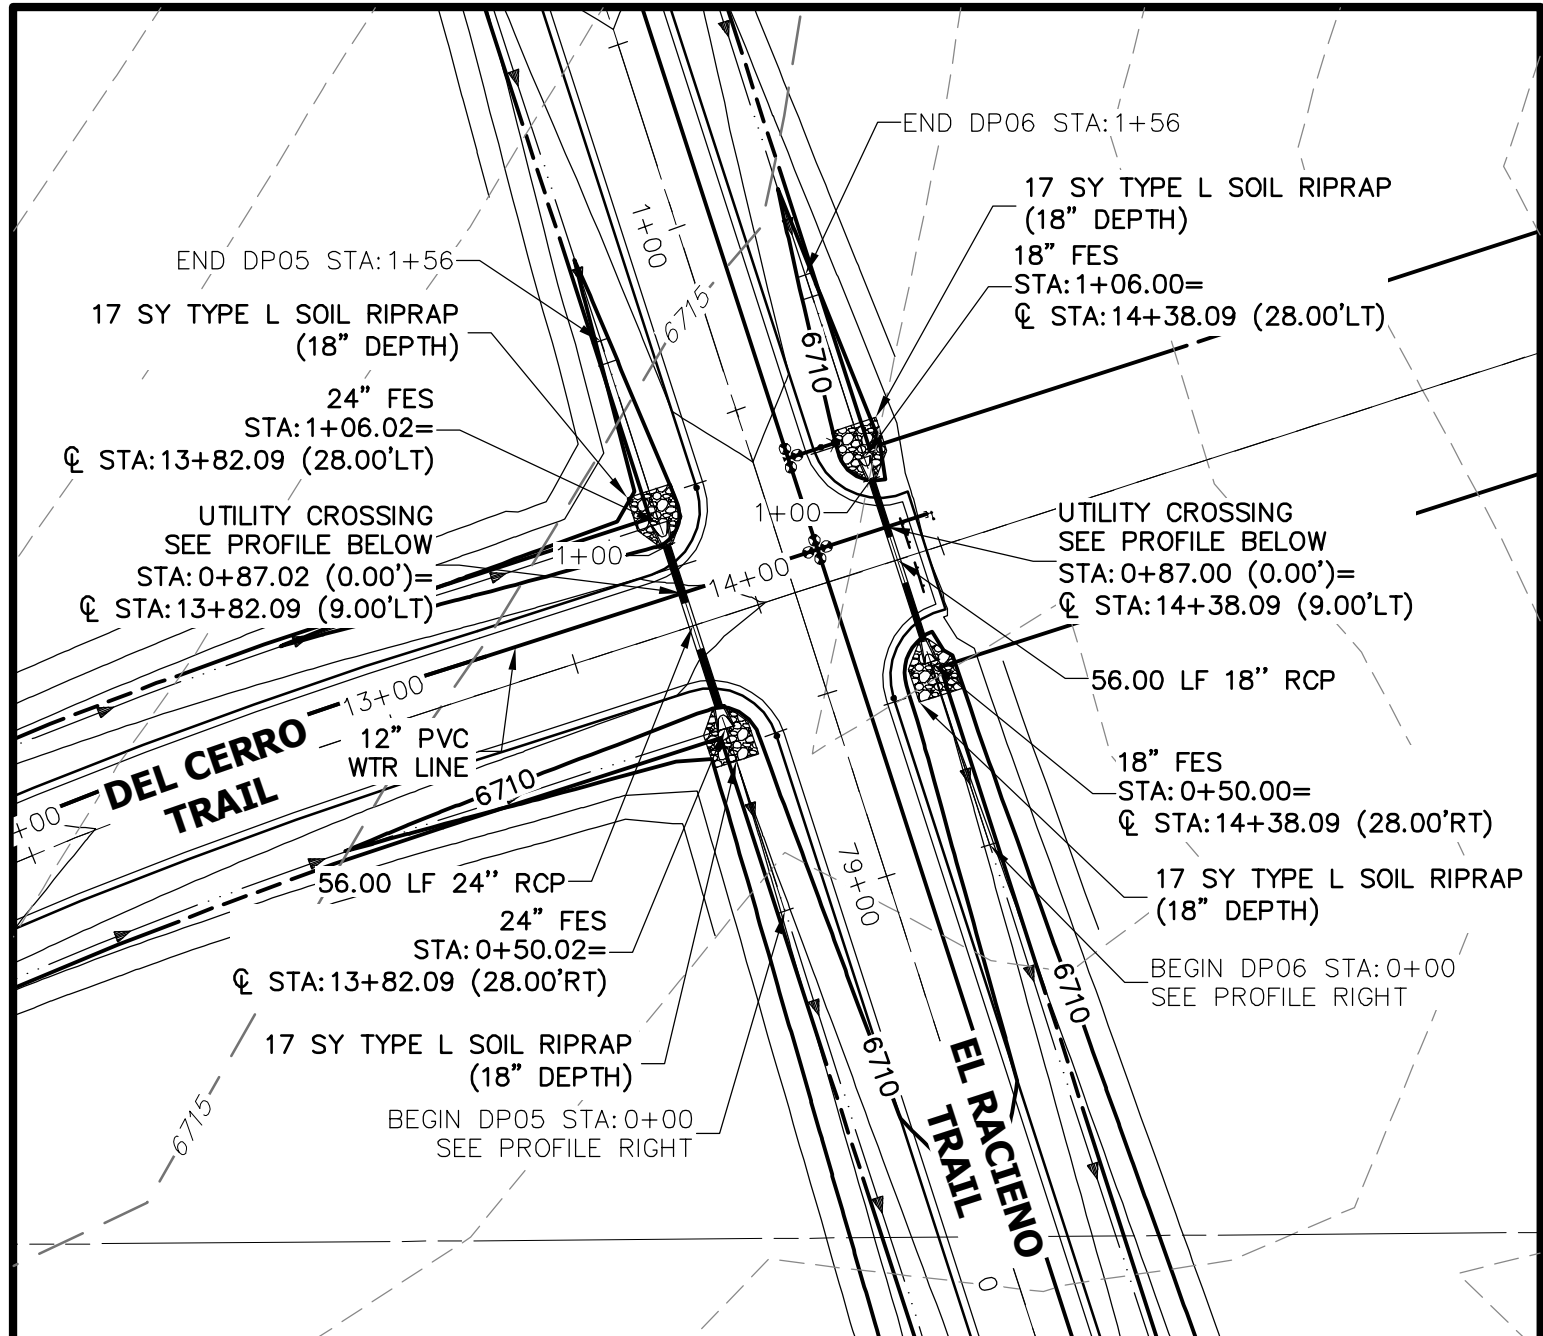 END DP06 STA:1+56
17 SY TYPE L SOIL RIPRAP
(18" DEPTH)
18" FES
STA:1+06.00=
℄ STA:14+38.09 (28.00'LT)
1+00
6715
6710
END DP05 STA:1+56
17 SY TYPE L SOIL RIPRAP
(18" DEPTH)
24" FES
STA:1+06.02=
℄ STA:13+82.09 (28.00'LT)
UTILITY CROSSING
SEE PROFILE BELOW
STA:0+87.02 (0.00')=
℄ STA:13+82.09 (9.00'LT)
1+00
1+00
14+00
UTILITY CROSSING
SEE PROFILE BELOW
STA:0+87.00 (0.00')=
℄ STA:14+38.09 (9.00'LT)
56.00 LF 18" RCP
13+00
12" PVC
WTR LINE
DEL CERRO
TRAIL
+00
6710
18" FES
STA:0+50.00=
℄ STA:14+38.09 (28.00'RT)
17 SY TYPE L SOIL RIPRAP
(18" DEPTH)
79+00
56.00 LF 24" RCP
24" FES
STA:0+50.02=
℄ STA:13+82.09 (28.00'RT)
BEGIN DP06 STA:0+00
SEE PROFILE RIGHT
6710
17 SY TYPE L SOIL RIPRAP
(18" DEPTH)
6710
BEGIN DP05 STA:0+00
SEE PROFILE RIGHT
6715
EL RACIENO
TRAIL
0